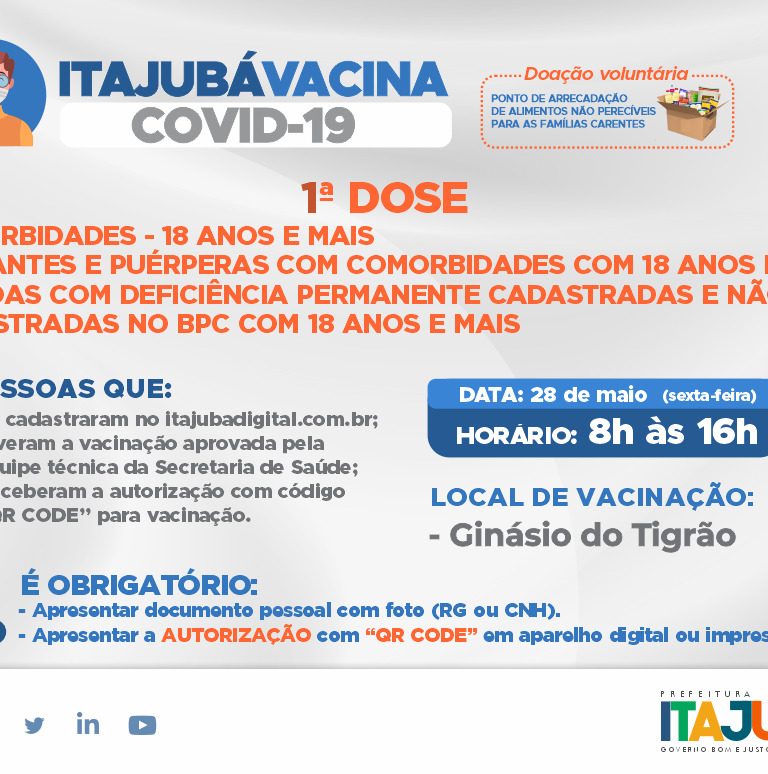 ITAJUBÁVACINA
COVID-19
Doação voluntária
PONTO DE ARRECADAÇÃO
DE ALIMENTOS NÃO PERECÍVEIS
PARA AS FAMÍLIAS CARENTES
1ª DOSE
RBIDADES - 18 ANOS E MAIS
ANTES E PUÉRPERAS COM COMORBIDADES COM 18 ANOS
DAS COM DEFICIÊNCIA PERMANENTE CADASTRADAS E NÃO
STRADAS NO BPC COM 18 ANOS E MAIS
SSOAS QUE:
cadastraram no itajubadigital.com.br;
veram a vacinação aprovada pela
uipe técnica da Secretaria de Saúde;
ceberam a autorização com código
QR CODE” para vacinação.
DATA: 28 de maio (sexta-feira)
HORÁRIO: 8h às 16h
LOCAL DE VACINAÇÃO:
- Ginásio do Tigrão
É OBRIGATÓRIO:
- Apresentar documento pessoal com foto (RG ou CNH).
- Apresentar a AUTORIZAÇÃO com “QR CODE” em aparelho digital ou impres
PREFEITURA
ITAJU
GOVERNO BOM E JUSTO